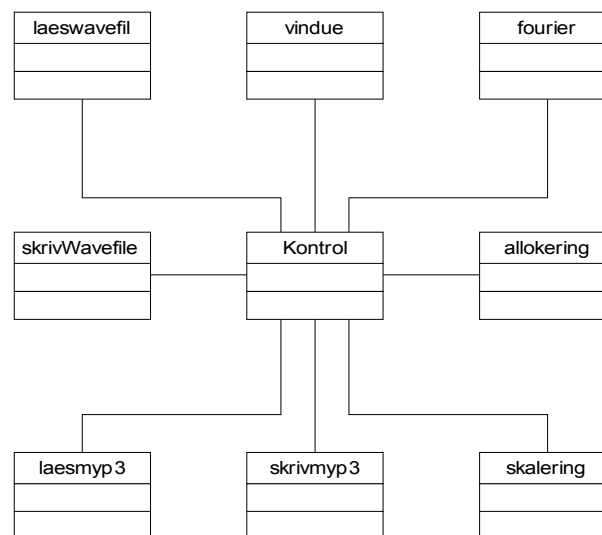 laeswavefil
vindue
fourier
skrivWavefile
Kontrol
allokering
laesmyp3
skrivmyp3
skalering